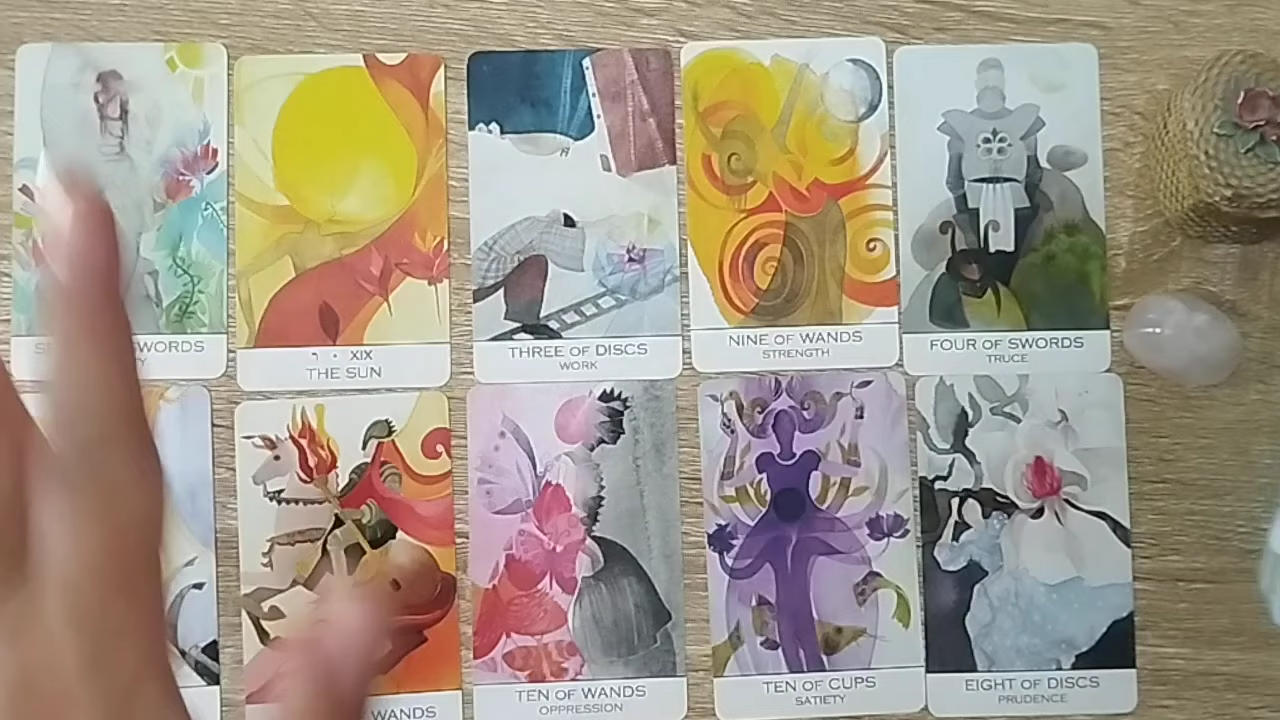 SWORDS
ר • XIX
THE SUN
THREE OF DISCS
WORK
NINE OF WANDS
STRENGTH
FOUR OF SWORDS
TRUCE
WANDS
TEN OF WANDS
OPPRESSION
TEN OF CUPS
SATIETY
EIGHT OF DISCS
PRUDENCE